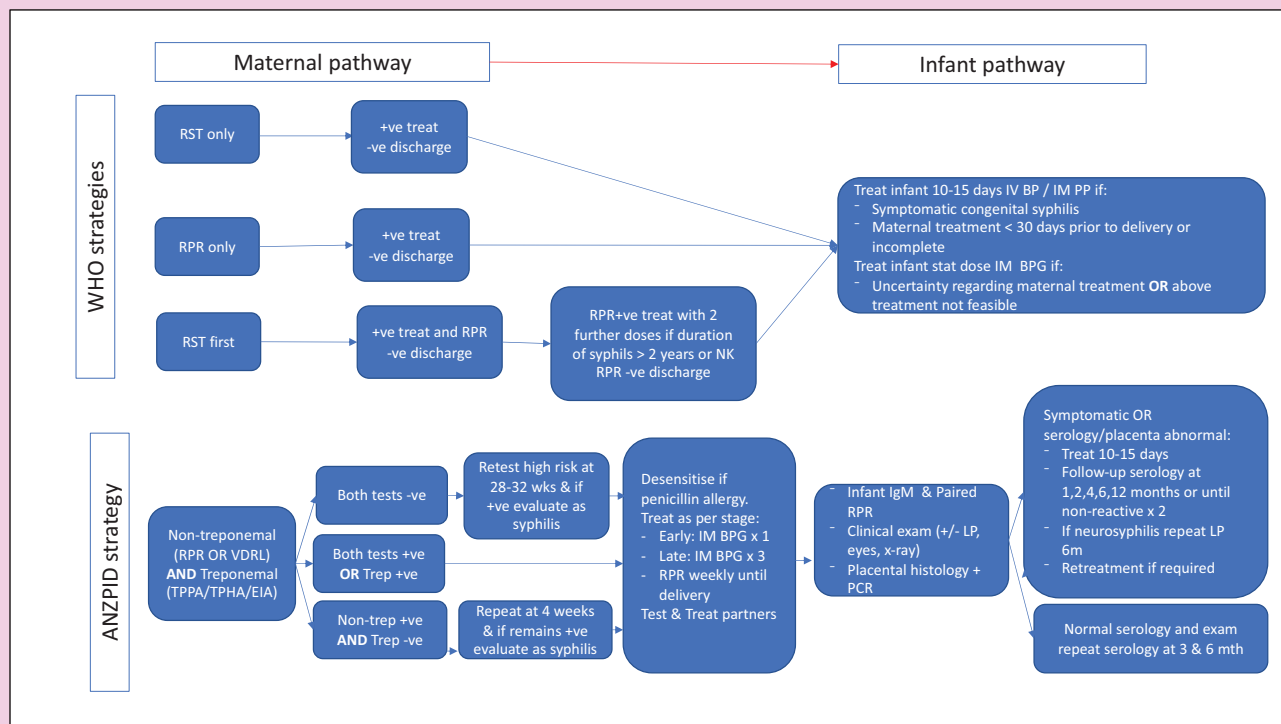 Maternal pathway
Infant pathway
WHO strategies
RST only
+ve treat
-ve discharge
RPR only
+ve treat
-ve discharge
RST first
+ve treat and RPR
-ve discharge
RPR+ve treat with 2
further doses if duration
of syphils > 2 years or NK
RPR -ve discharge
Treat infant 10-15 days IV BP / IM PP if:
- Symptomatic congenital syphilis
- Maternal treatment < 30 days prior to delivery or
incomplete
Treat infant stat dose IM BPG if:
- Uncertainty regarding maternal treatment OR above
treatment not feasible
ANZPID strategy
Non-treponemal
(RPR OR VDRL)
AND Treponemal
(TPPA/TPHA/EIA)
Both tests -ve
Retest high risk at
28-32 wks & if
+ve evaluate as
syphilis
Both tests +ve
OR Trep +ve
Non-trep +ve
AND Trep -ve
Repeat at 4 weeks
& if remains +ve
evaluate as syphilis
Desensitise if
penicillin allergy.
Treat as per stage:
- Early: IM BPG x 1
- Late: IM BPG x 3
- RPR weekly until
delivery
Test & Treat partners
- Infant IgM & Paired
RPR
- Clinical exam (+/- LP,
eyes, x-ray)
- Placental histology +
PCR
Symptomatic OR
serology/placenta abnormal:
- Treat 10-15 days
- Follow-up serology at
1,2,4,6,12 months or until
non-reactive x 2
- If neurosyphilis repeat LP
6m
- Retreatment if required
Normal serology and exam
repeat serology at 3 & 6 mth